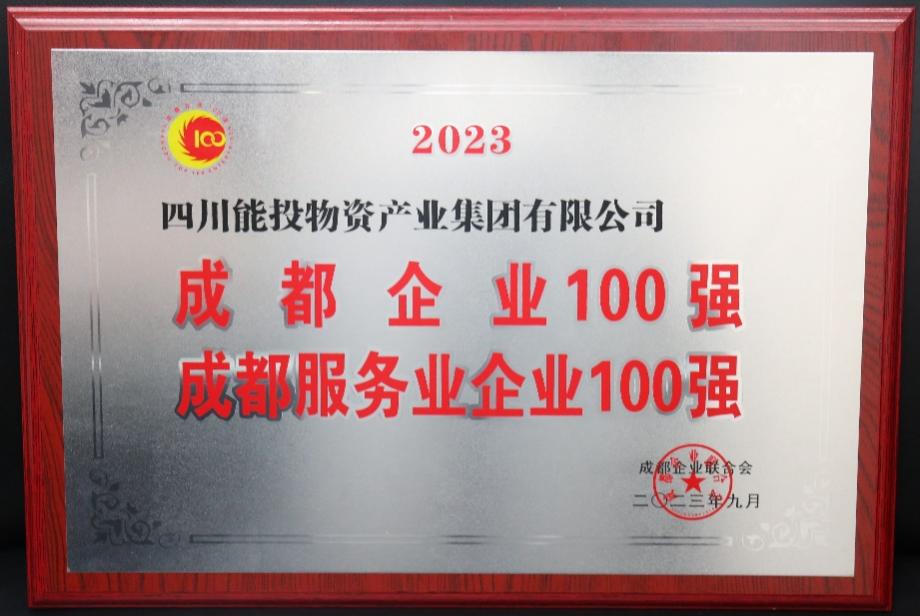 100
2023
四川能投物资产业集团有限公司
成都企业100强
成都服务业企业100强
成都企业联合会
二〇二三年九月